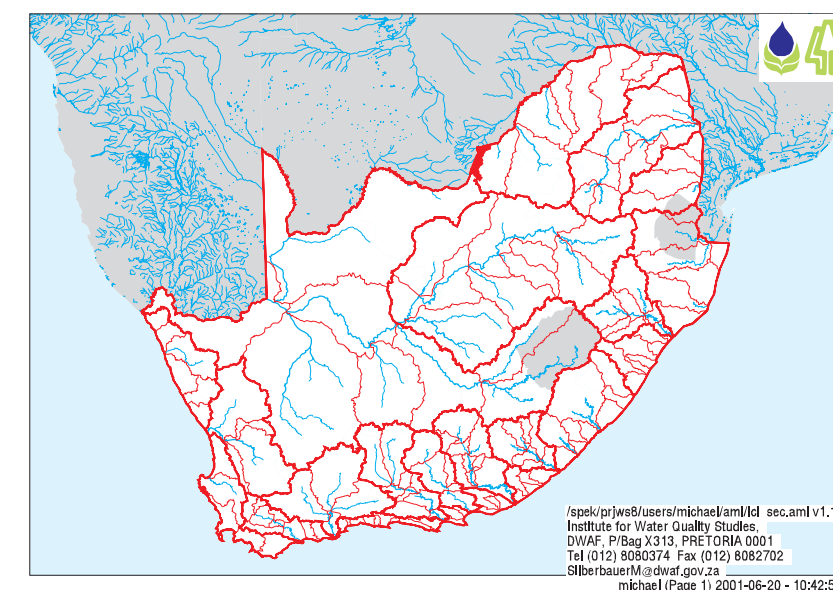 /spek/prjws8/users/michael/aml/lcl sec.aml v1.1
Institute for Water Quality Studies,
DWAF, P/Bag X313, PRETORIA 0001
Tel (012) 8080374 Fax (012) 8082702
SilberbauerM@dwaf.gov.za
michael (Page 1) 2001-06-20 - 10:42:5